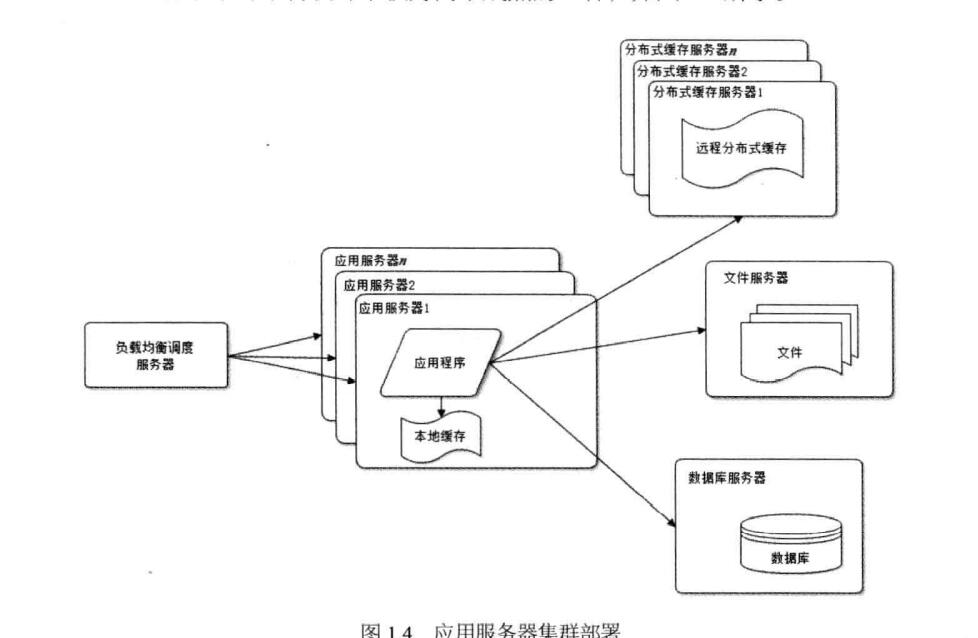 分布式缓存服务器n
分布式缓存服务器2
分布式缓存服务器1
远程分布式缓存
应用服务器n
应用服务器2
应用服务器1
应用程序
本地缓存
负载均衡调度
服务器
文件服务器
文件
数据库服务器
数据库
图 1.4 应用服务器集群部署